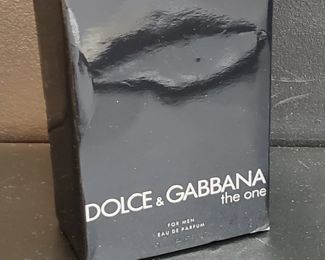 DOLCE & GABBANA
the one
FOR MEN
EAU DE PARFUM